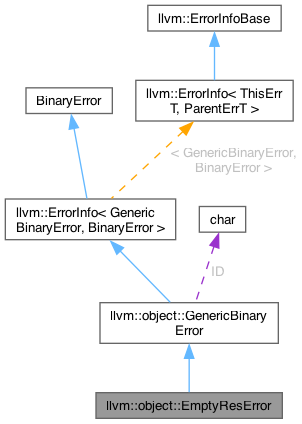 llvm::ErrorInfoBase
BinaryError
llvm::ErrorInfo< ThisErr
T, ParentErrT >
< GenericBinaryError,
BinaryError >
llvm::ErrorInfo< Generic
BinaryError, BinaryError >
char
ID
llvm::object::GenericBinary
Error
llvm::object::EmptyResError